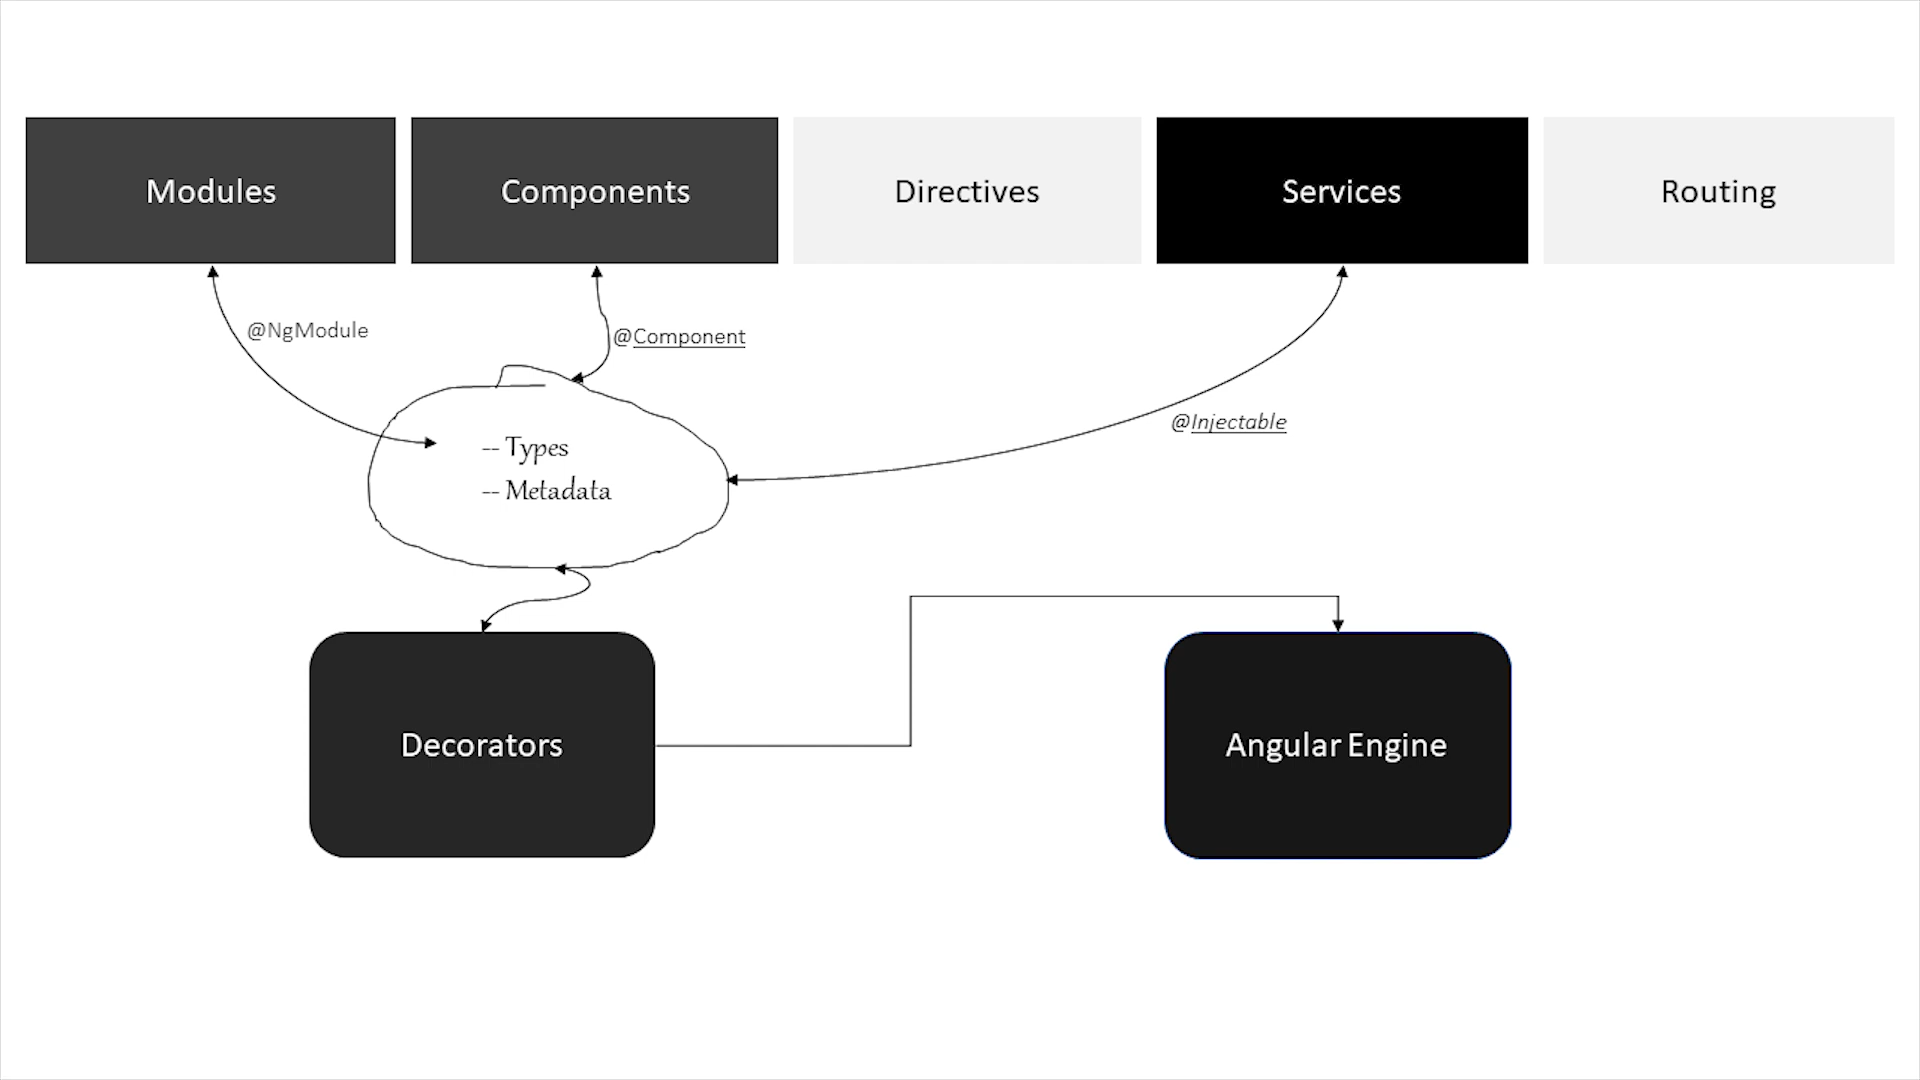 Modules
Components
Directives
Services
Routing
@NgModule
@Component
@Injectable
-- Types
-- Metadata
Decorators
Angular Engine